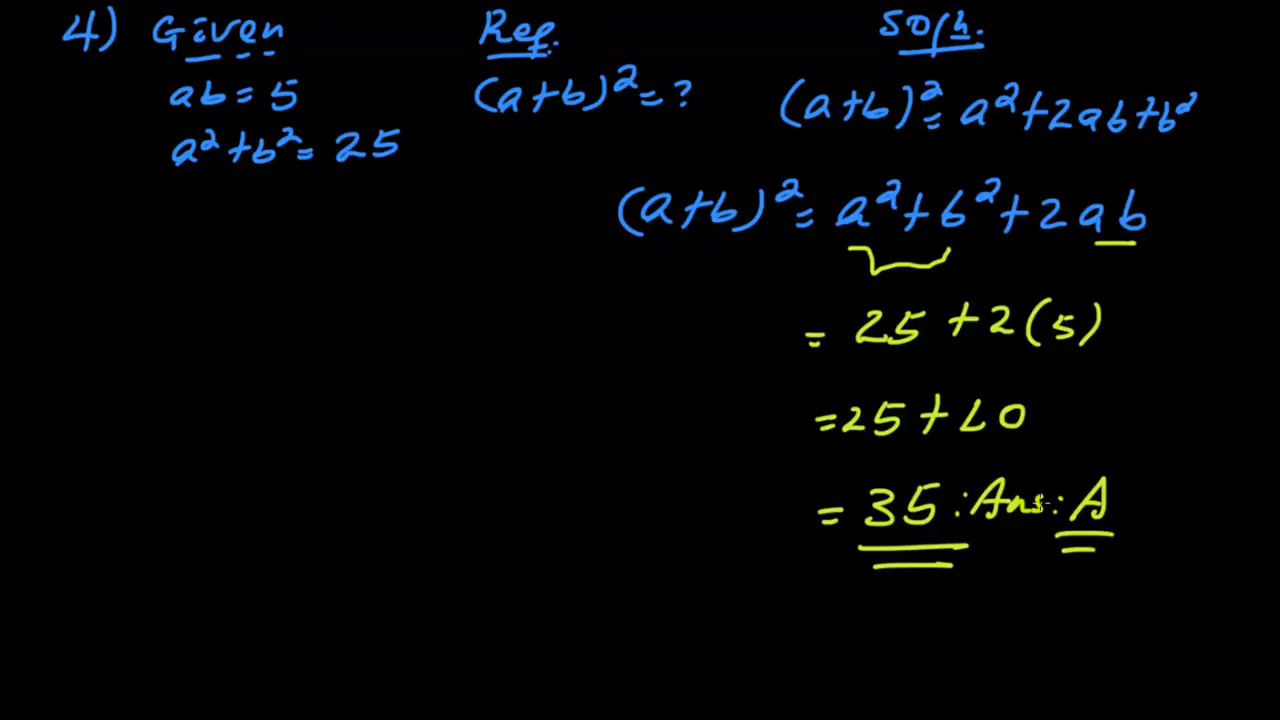 4) Given Req. Soln.
ab = 5 (a+b)² = ? (a+b)² = a²+2ab+b²
a²+b² = 25
(a+b)² = a²+b²+2ab
= 25 + 2(5)
= 25 + 10
= 35 : Ans : A